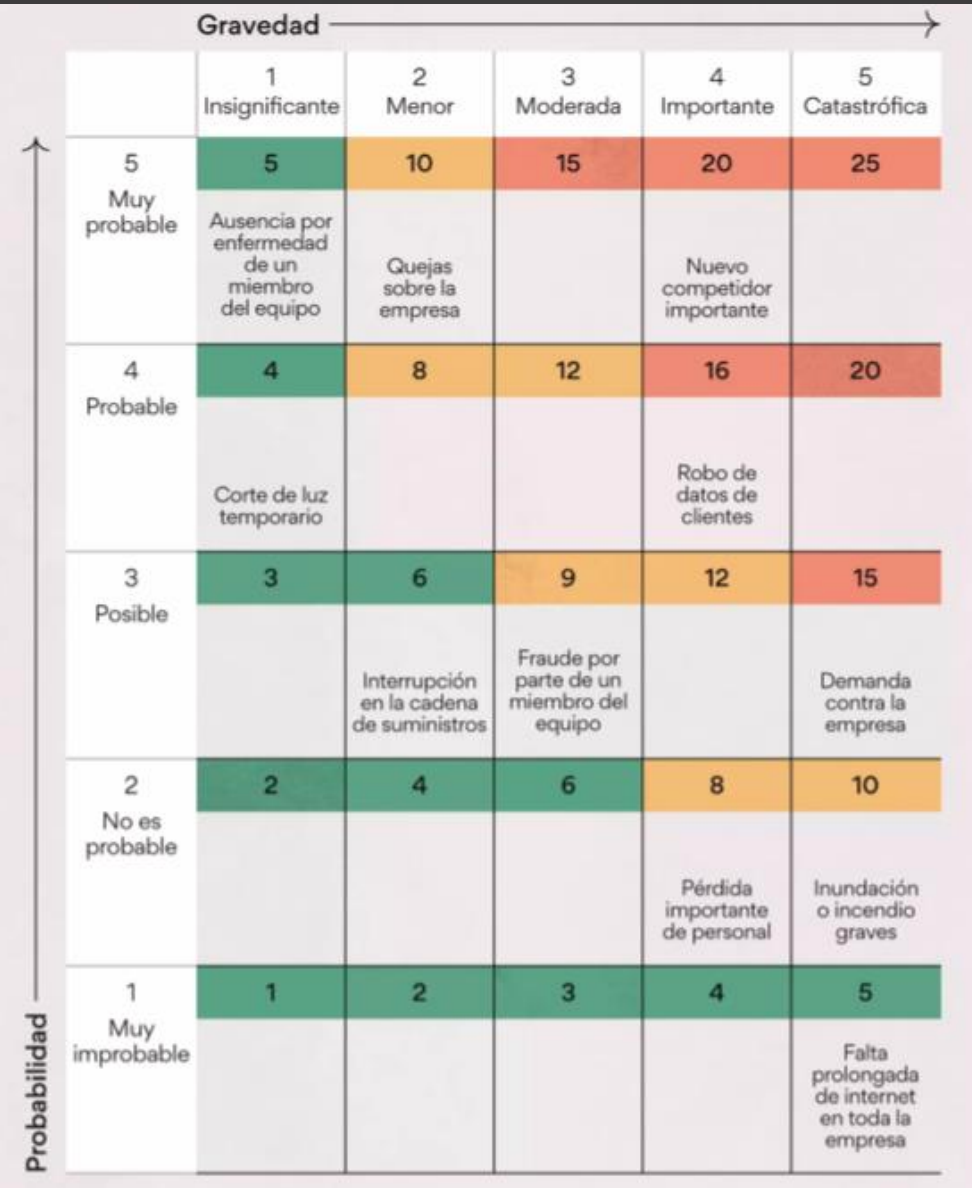 Gravedad
1
Insignificante
2
Menor
3
Moderada
4
Importante
5
Catastrófica
5
Muy
probable
5
Ausencia por
enfermedad
de un
miembro
del equipo
10
Quejas
sobre la
empresa
15
20
Nuevo
competidor
importante
25
4
Probable
4
Corte de luz
temporario
8
12
16
Robo de
datos de
clientes
20
3
Posible
3
6
Interrupción
en la cadena
de suministros
9
Fraude por
parte de un
miembro del
equipo
12
15
Demanda
contra la
empresa
2
No es
probable
2
4
6
8
Pérdida
importante
de personal
10
Inundación
o incendio
graves
1
Muy
improbable
1
2
3
4
5
Falta
prolongada
de internet
en toda la
empresa
Probabilidad